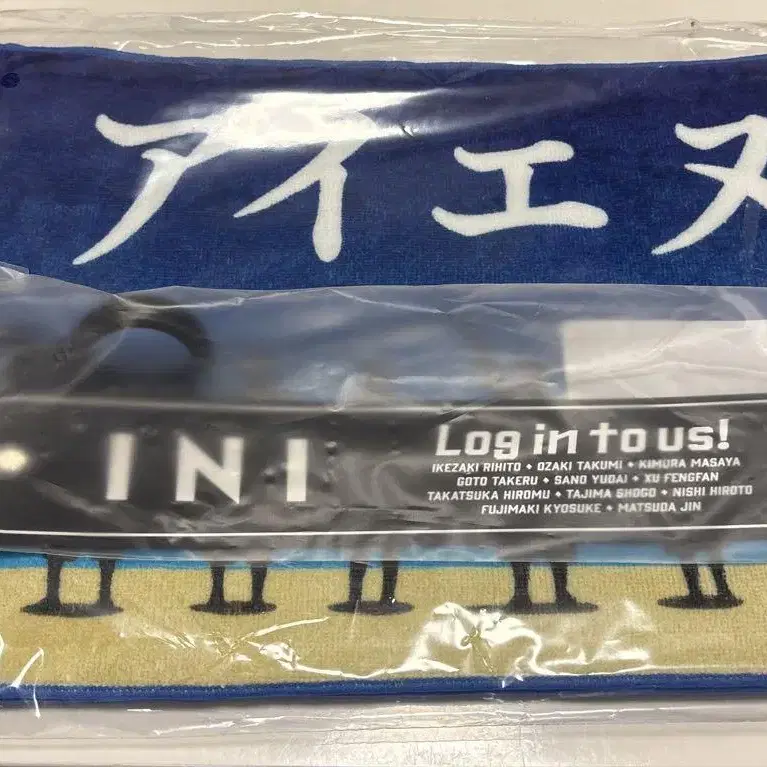 アイエヌ
INI
Log in to us!
IKEZAKI RIHITO • OZAKI TAKUMI • KIMURA MASAYA
GOTO TAKERU • SANO YUDAI • XU FENGFAN
TAKATSUKA HIROMU • TAJIMA SHOGO • NISHI HIROTO
FUJIMAKI KYOSUKE • MATSUDA JIN